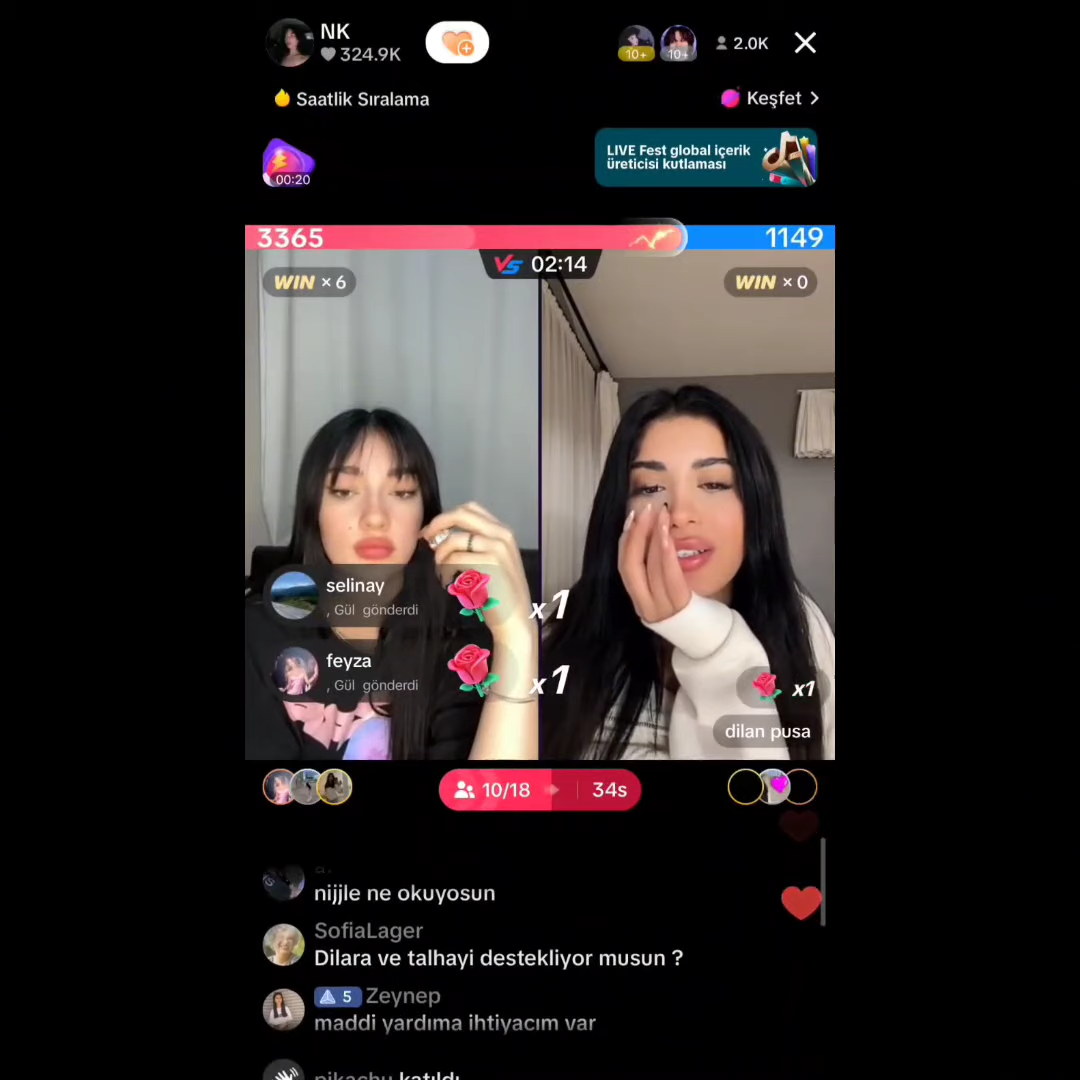 NK
324.9K
10+
10+
2.0K
Saatlik Sıralama
Keşfet
00:20
LIVE Fest global içerik
üreticisi kutlaması
3365
1149
VS 02:14
WIN × 6
WIN × 0
selinay
, Gül gönderdi
x1
feyza
, Gül gönderdi
x1
x1
dilan pusa
10/18
34s
nijjle ne okuyosun
SofiaLager
Dilara ve talhayi destekliyor musun ?
5 Zeynep
maddi yardıma ihtiyacım var
pikachu katıldı